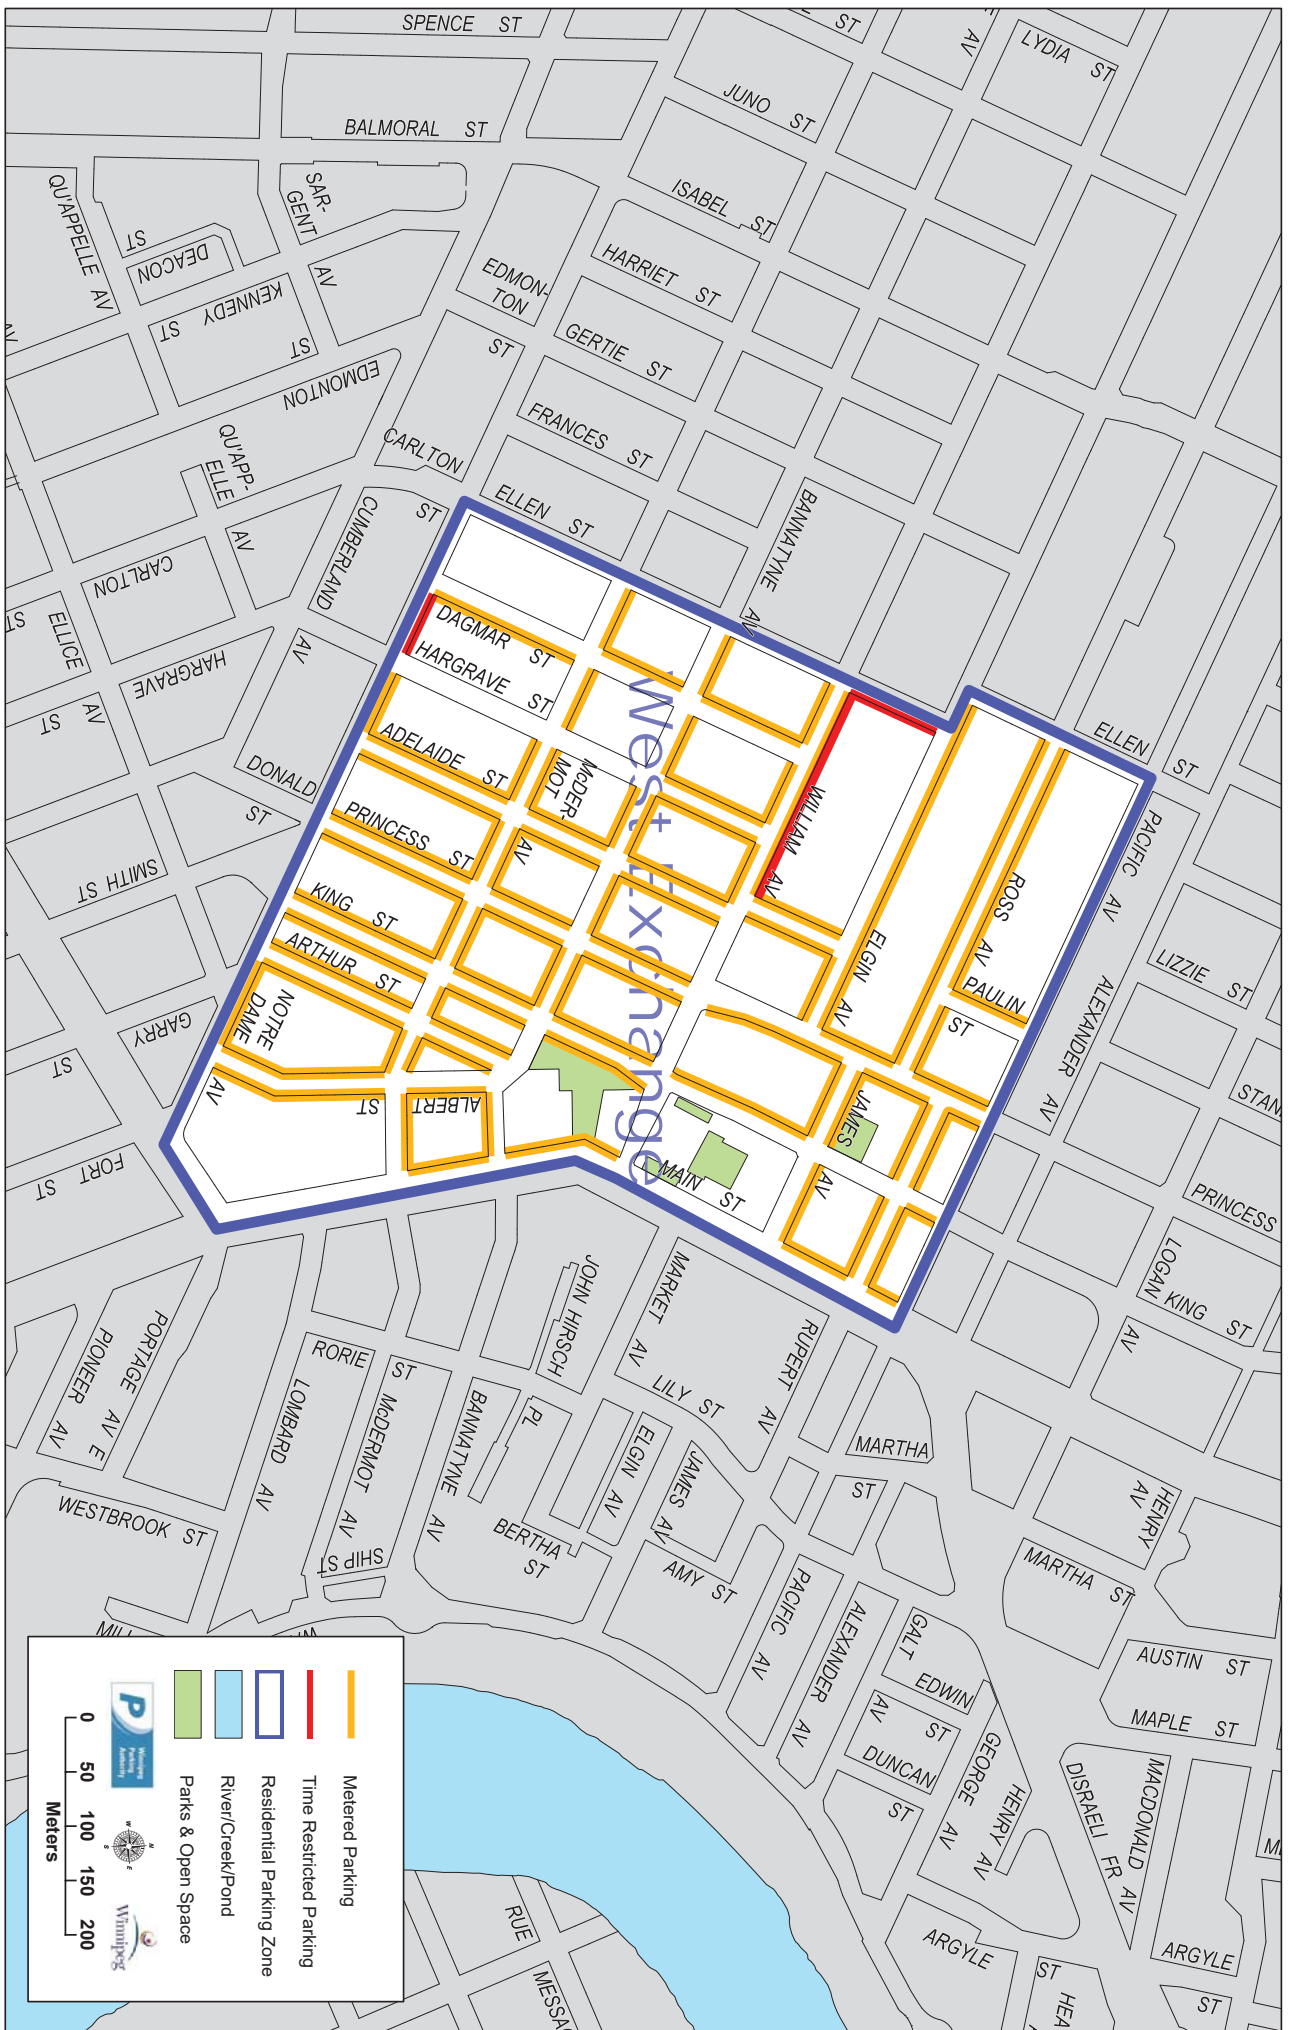 SPENCE ST
ST
AV
LYDIA ST
JUNO ST
BALMORAL ST
ISABEL ST
QU'APPELLE AV
SAR-
GENT
AV
DEACON
ST
KENNEDY
ST
ST
HARRIET ST
EDMON-
TON
ST
GERTIE ST
EDMONTON
FRANCES ST
CARLTON
ST
QU'APP-
ELLE
AV
ELLEN ST
CUMBERLAND
AV
BANNATYNE
AV
CARLTON
ST
ELLICE
AV
HARGRAVE
ST
DAGMAR ST
HARGRAVE ST
West Exchange
ELLEN ST
ADELAIDE ST
McDER-
MOT
AV
DONALD
ST
WILLIAM AV
PRINCESS ST
PACIFIC AV
SMITH ST
KING ST
ROSS AV
ARTHUR ST
ELGIN AV
LIZZIE ST
PAULIN
ST
NOTRE
DAME
AV
GARRY
ST
ALEXANDER
AV
ALBERT
ST
JAMES
AV
MAIN ST
FORT
ST
PRINCESS
LOGAN
AV
KING ST
JOHN HIRSCH
PL
MARKET AV
RUPERT AV
PORTAGE AV E
PIONEER AV
RORIE ST
LILY ST
LOMBARD AV
McDERMOT AV
BANNATYNE
AV
ELGIN AV
JAMES AV
MARTHA
ST
HENRY
AV
WESTBROOK ST
SHIP ST
BERTHA
ST
AMY ST
MARTHA ST
PACIFIC AV
ALEXANDER AV
GALT
AV
EDWIN
ST
AUSTIN ST
MAPLE ST
DUNCAN
ST
GEORGE AV
HENRY AV
DISRAELI FR
MACDONALD AV
ARGYLE
ST
ARGYLE
ST
RUE
Metered Parking
Time Restricted Parking
Residential Parking Zone
River/Creek/Pond
Parks & Open Space
P
Winnipeg
Parking
Authority
N
E
S
W
Winnipeg
0 50 100 150 200
Meters